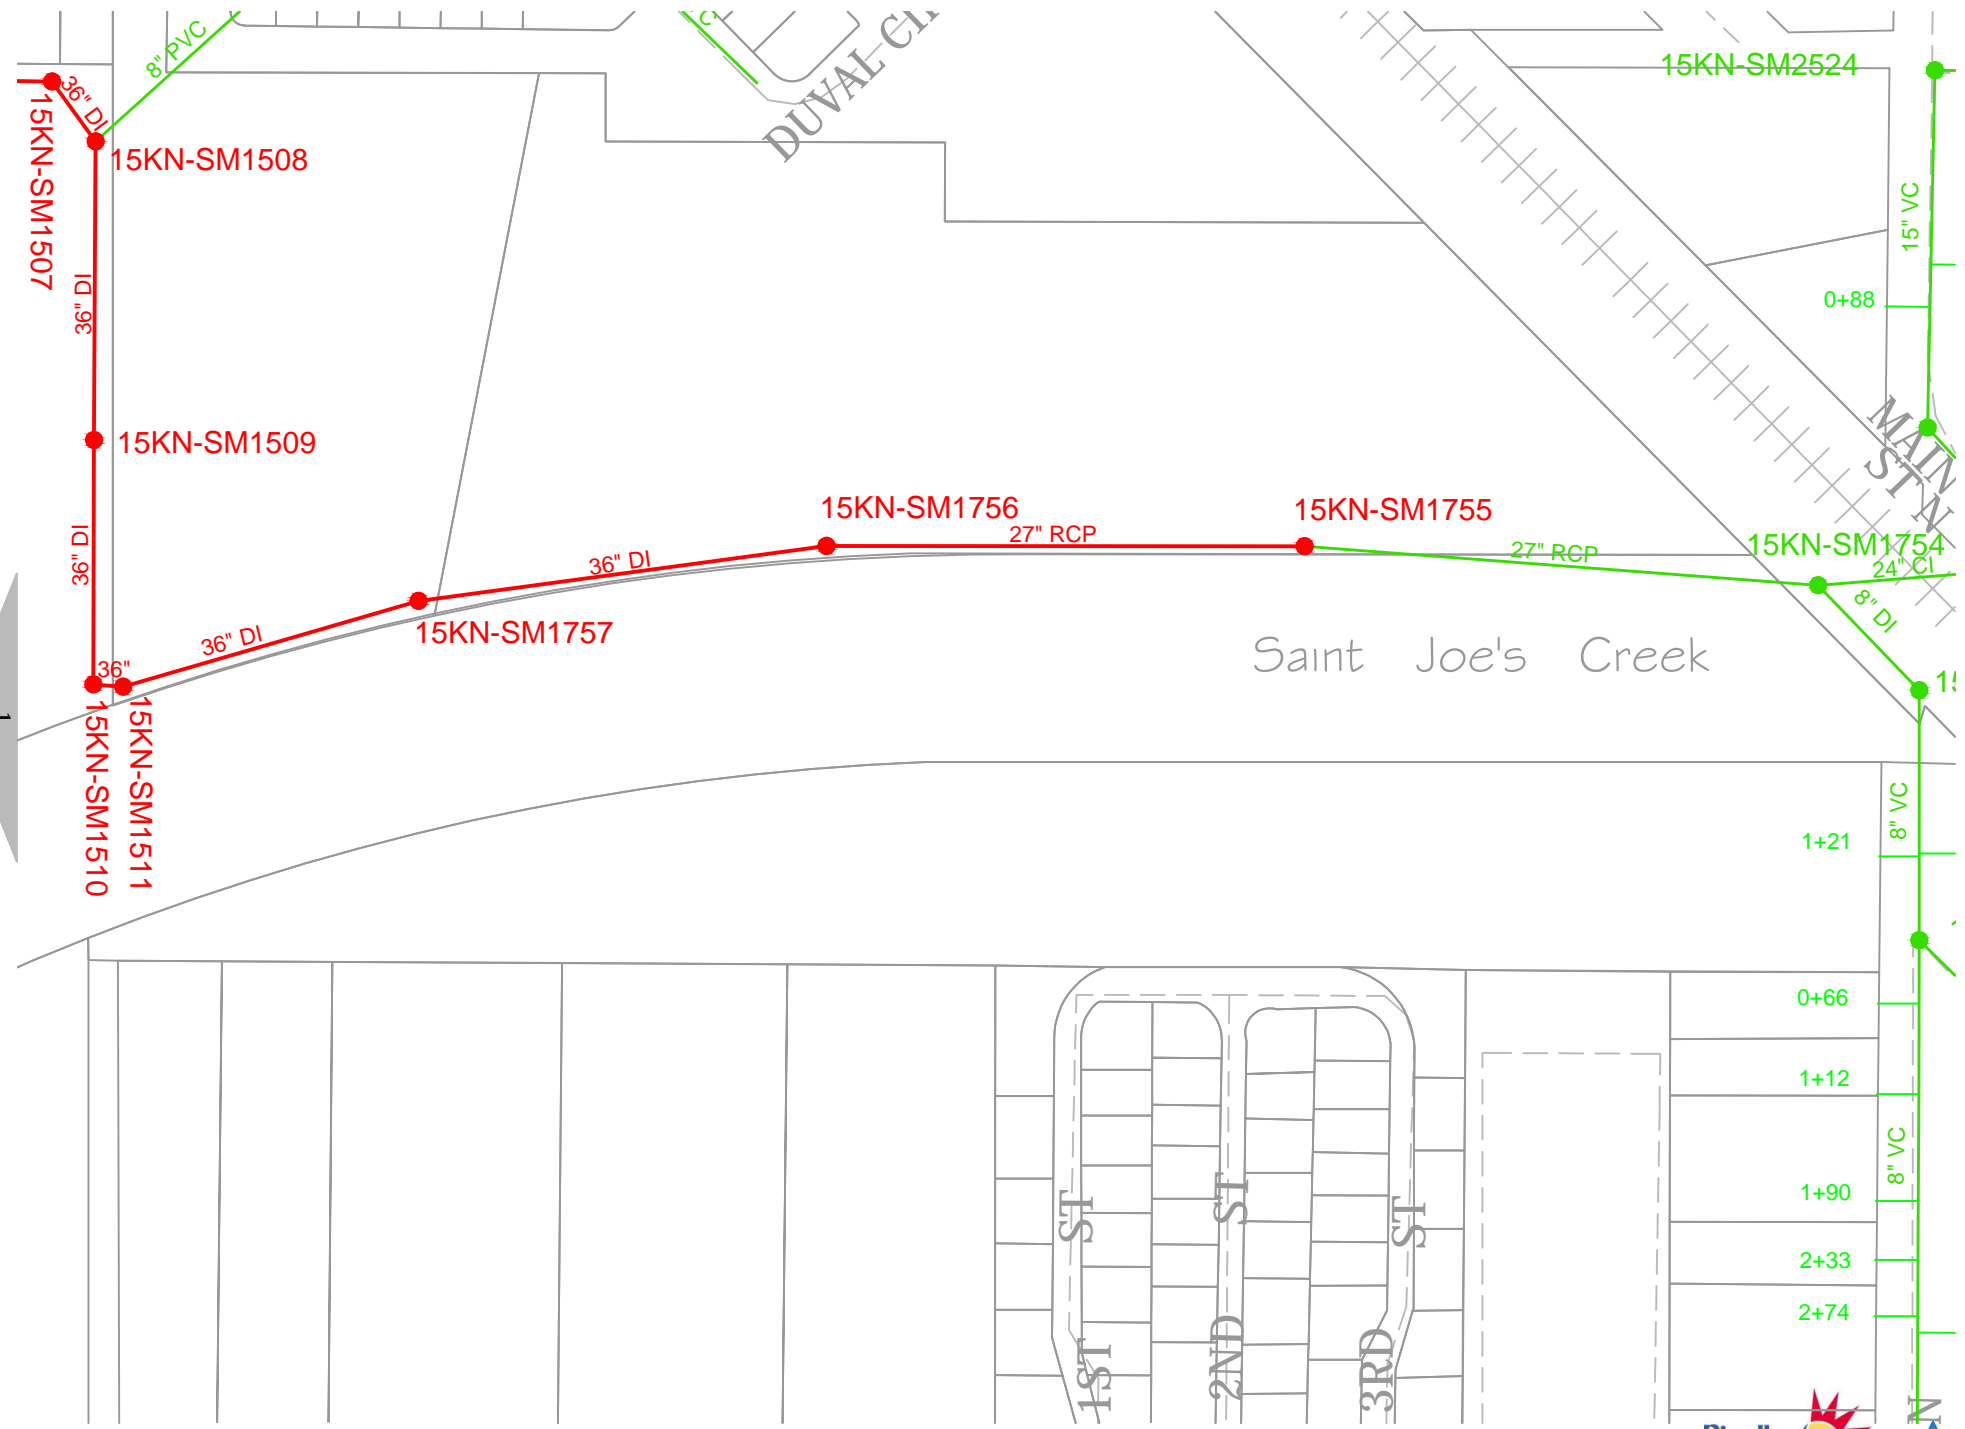 8" PVC
36" DI
15KN-SM1507
15KN-SM1508
DUVAL
15KN-SM2524
15" VC
0+88
36" DI
15KN-SM1509
MAIN
ST N
15KN-SM1756
27" RCP
15KN-SM1755
27" RCP
15KN-SM1754
24" CI
8" DI
36" DI
36" DI
15KN-SM1757
36" DI
36"
15KN-SM1510
15KN-SM1511
Saint Joe's Creek
1
8" VC
1+21
0+66
1+12
8" VC
1+90
2+33
2+74
1ST ST
2ND ST
3RD ST
N